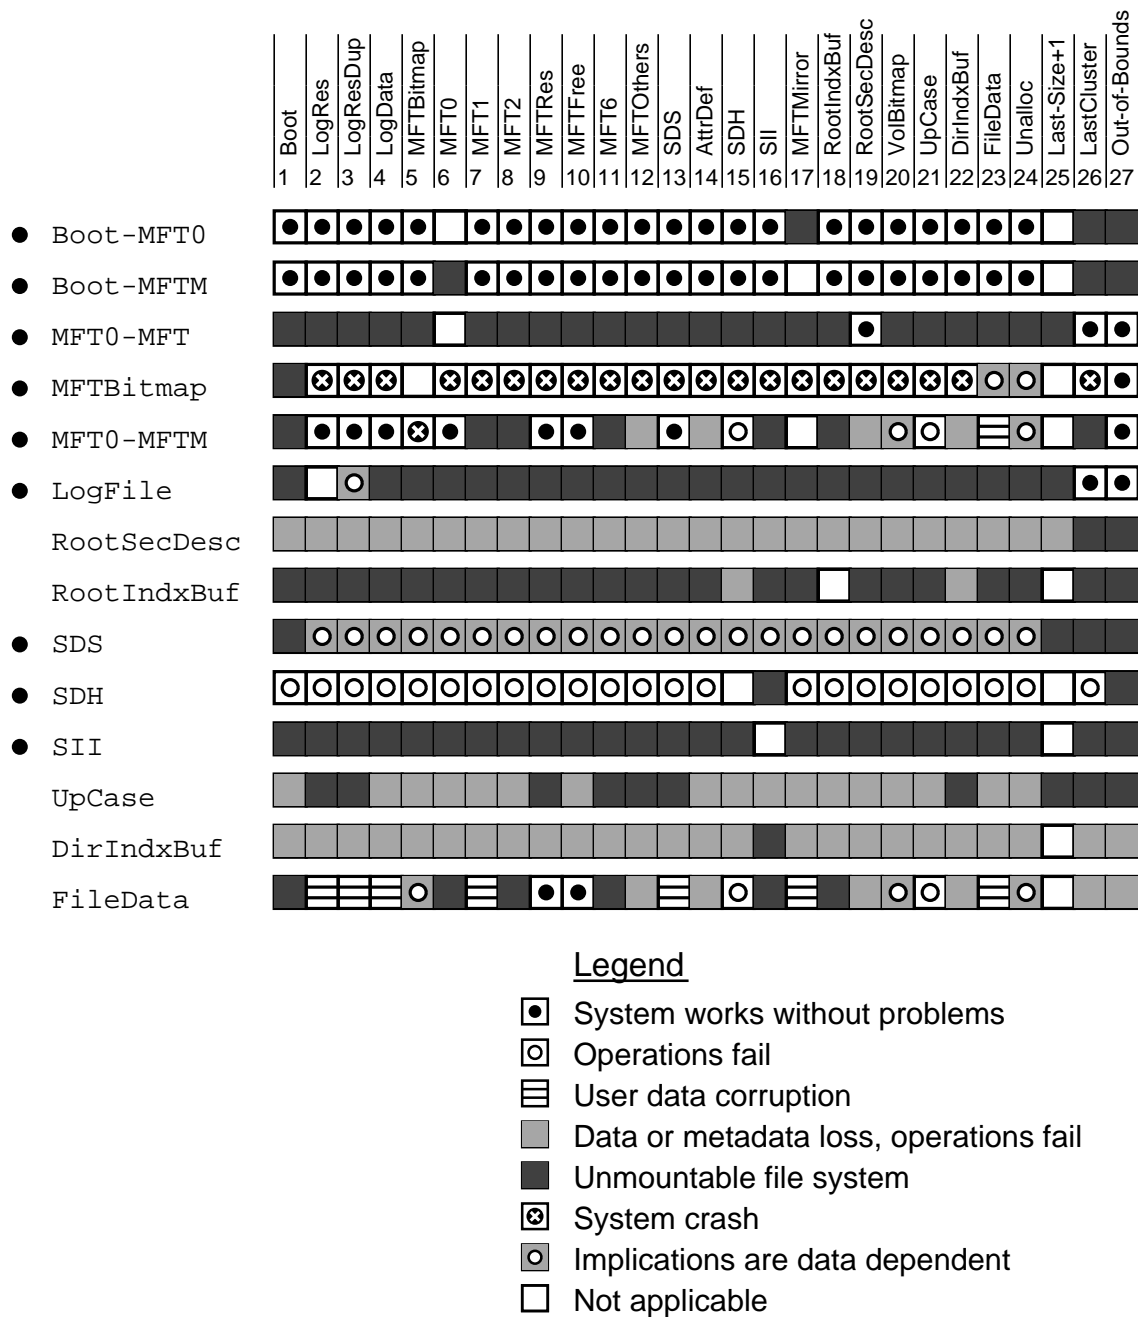 Boot
LogRes
LogResDup
LogData
MFTBitmap
MFT0
MFT1
MFT2
MFTRes
MFTFree
MFT6
MFTOthers
SDS
AttrDef
SDH
SII
MFTMirror
RootIndxBuf
RootSecDesc
VolBitmap
UpCase
DirIndxBuf
FileData
Unalloc
Last-Size+1
LastCluster
Out-of-Bounds
1 2 3 4 5 6 7 8 9 10 11 12 13 14 15 16 17 18 19 20 21 22 23 24 25 26 27
Boot-MFT0
Boot-MFTM
MFT0-MFT
MFTBitmap
MFT0-MFTM
LogFile
RootSecDesc
RootIndxBuf
SDS
SDH
SII
UpCase
DirIndxBuf
FileData
Legend
System works without problems
Operations fail
User data corruption
Data or metadata loss, operations fail
Unmountable file system
System crash
Implications are data dependent
Not applicable